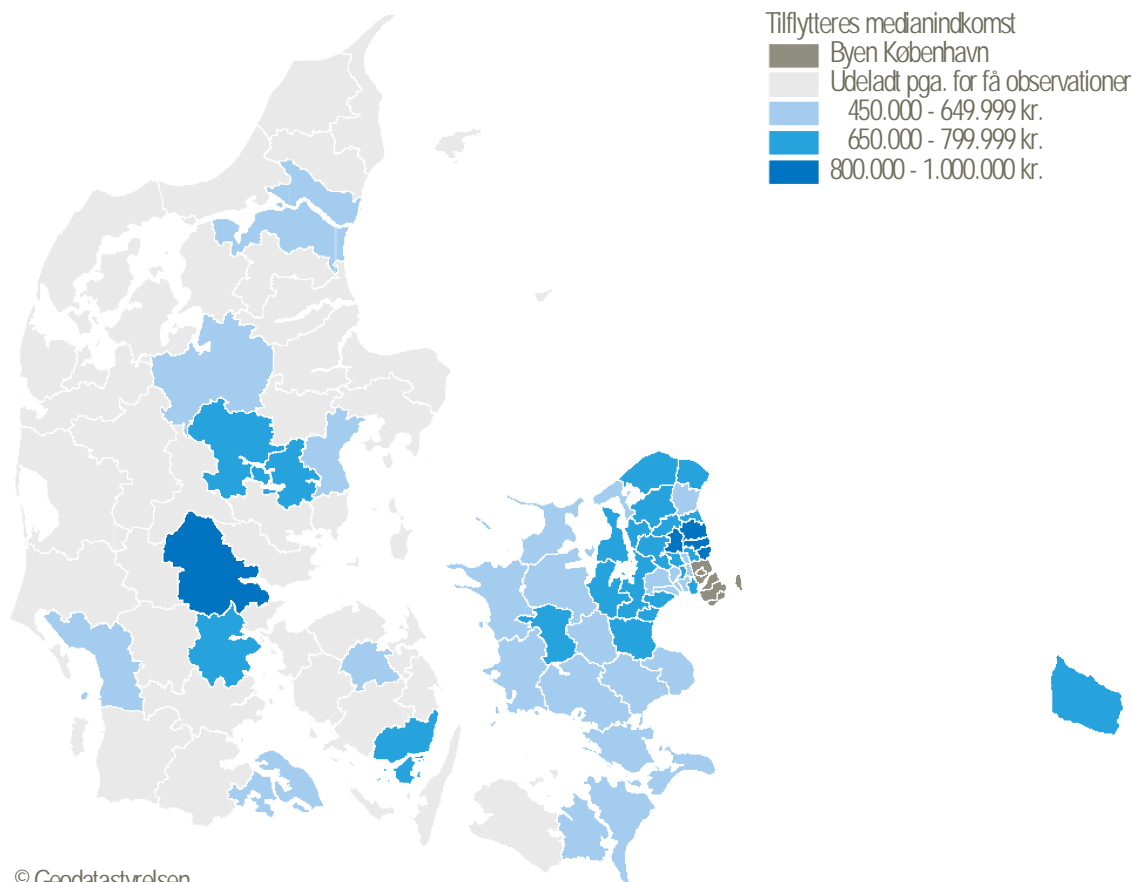 Tilflytteres medianindkomst
Byen København
Udeladt pga. for få observationer
450.000 - 649.999 kr.
650.000 - 799.999 kr.
800.000 - 1.000.000 kr.
© Geodatastyrelsen